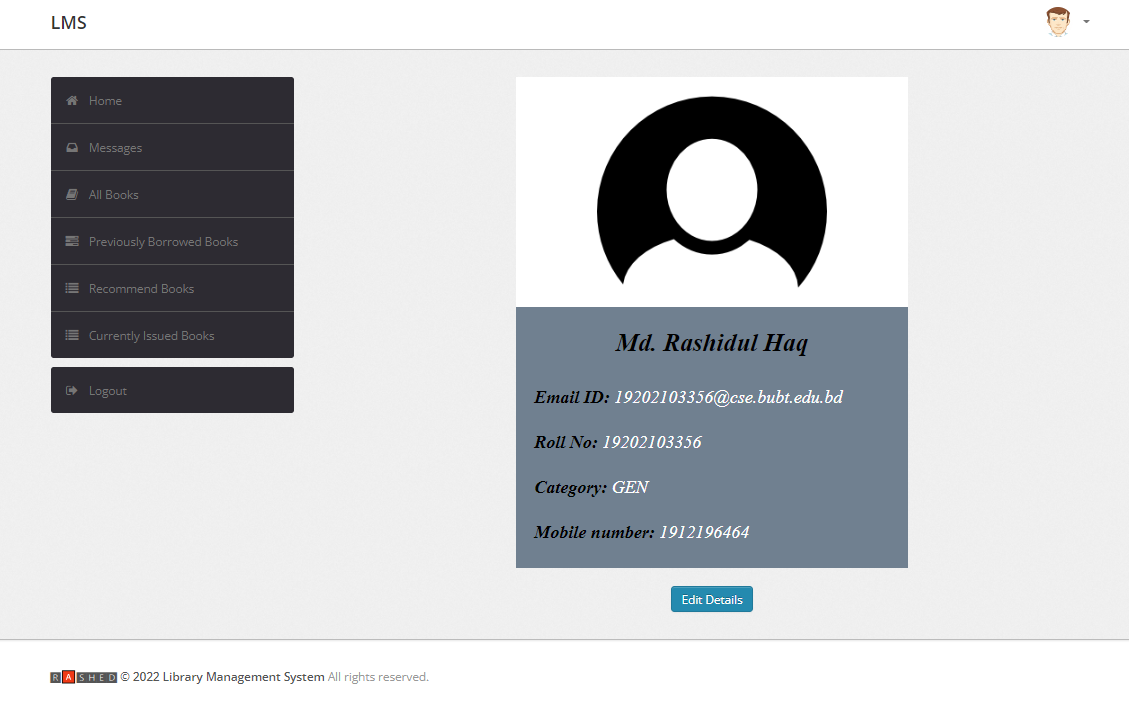 LMS
Home
Messages
All Books
Previously Borrowed Books
Recommend Books
Currently Issued Books
Logout
Md. Rashidul Haq
Email ID: 19202103356@cse.bubt.edu.bd
Roll No: 19202103356
Category: GEN
Mobile number: 1912196464
Edit Details
RASHED © 2022 Library Management System All rights reserved.